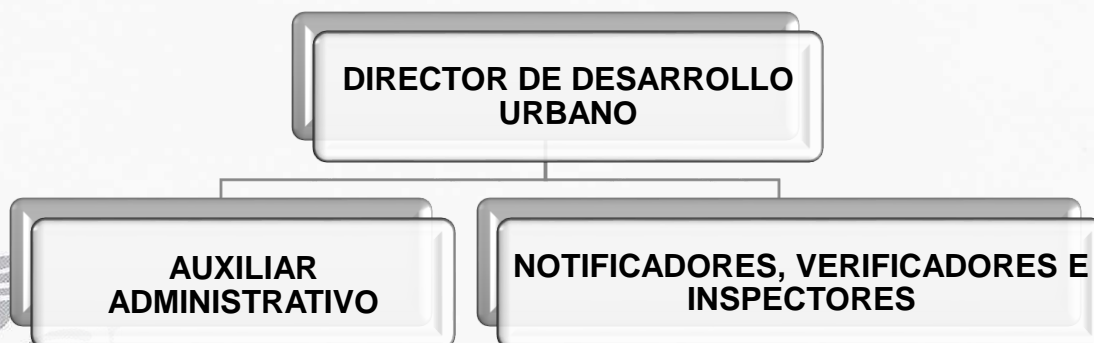 DIRECTOR DE DESARROLLO
URBANO
AUXILIAR
ADMINISTRATIVO
NOTIFICADORES, VERIFICADORES E
INSPECTORES